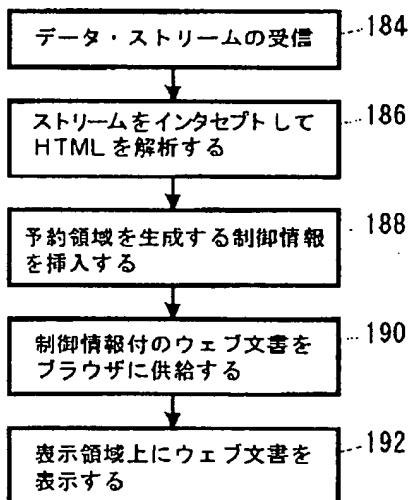 データ・ストリームの受信
184
ストリームをインタセプトして
HTMLを解析する
186
予約領域を生成する制御情報
を挿入する
188
制御情報付のウェブ文書を
ブラウザに供給する
190
表示領域上にウェブ文書を
表示する
192